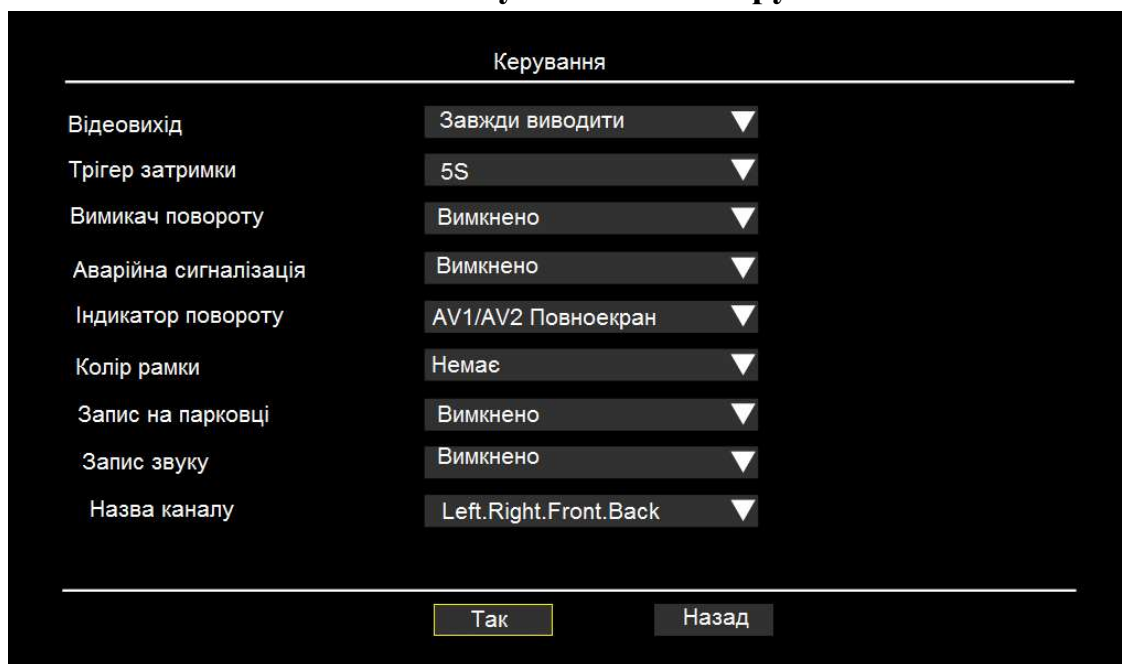 Керування
Відеовихід Завжди виводити
Трігер затримки 5S
Вимикач повороту Вимкнено
Аварійна сигналізація Вимкнено
Індикатор повороту AV1/AV2 Повноекран
Колір рамки Немає
Запис на парковці Вимкнено
Запис звуку Вимкнено
Назва каналу Left.Right.Front.Back
Так Назад